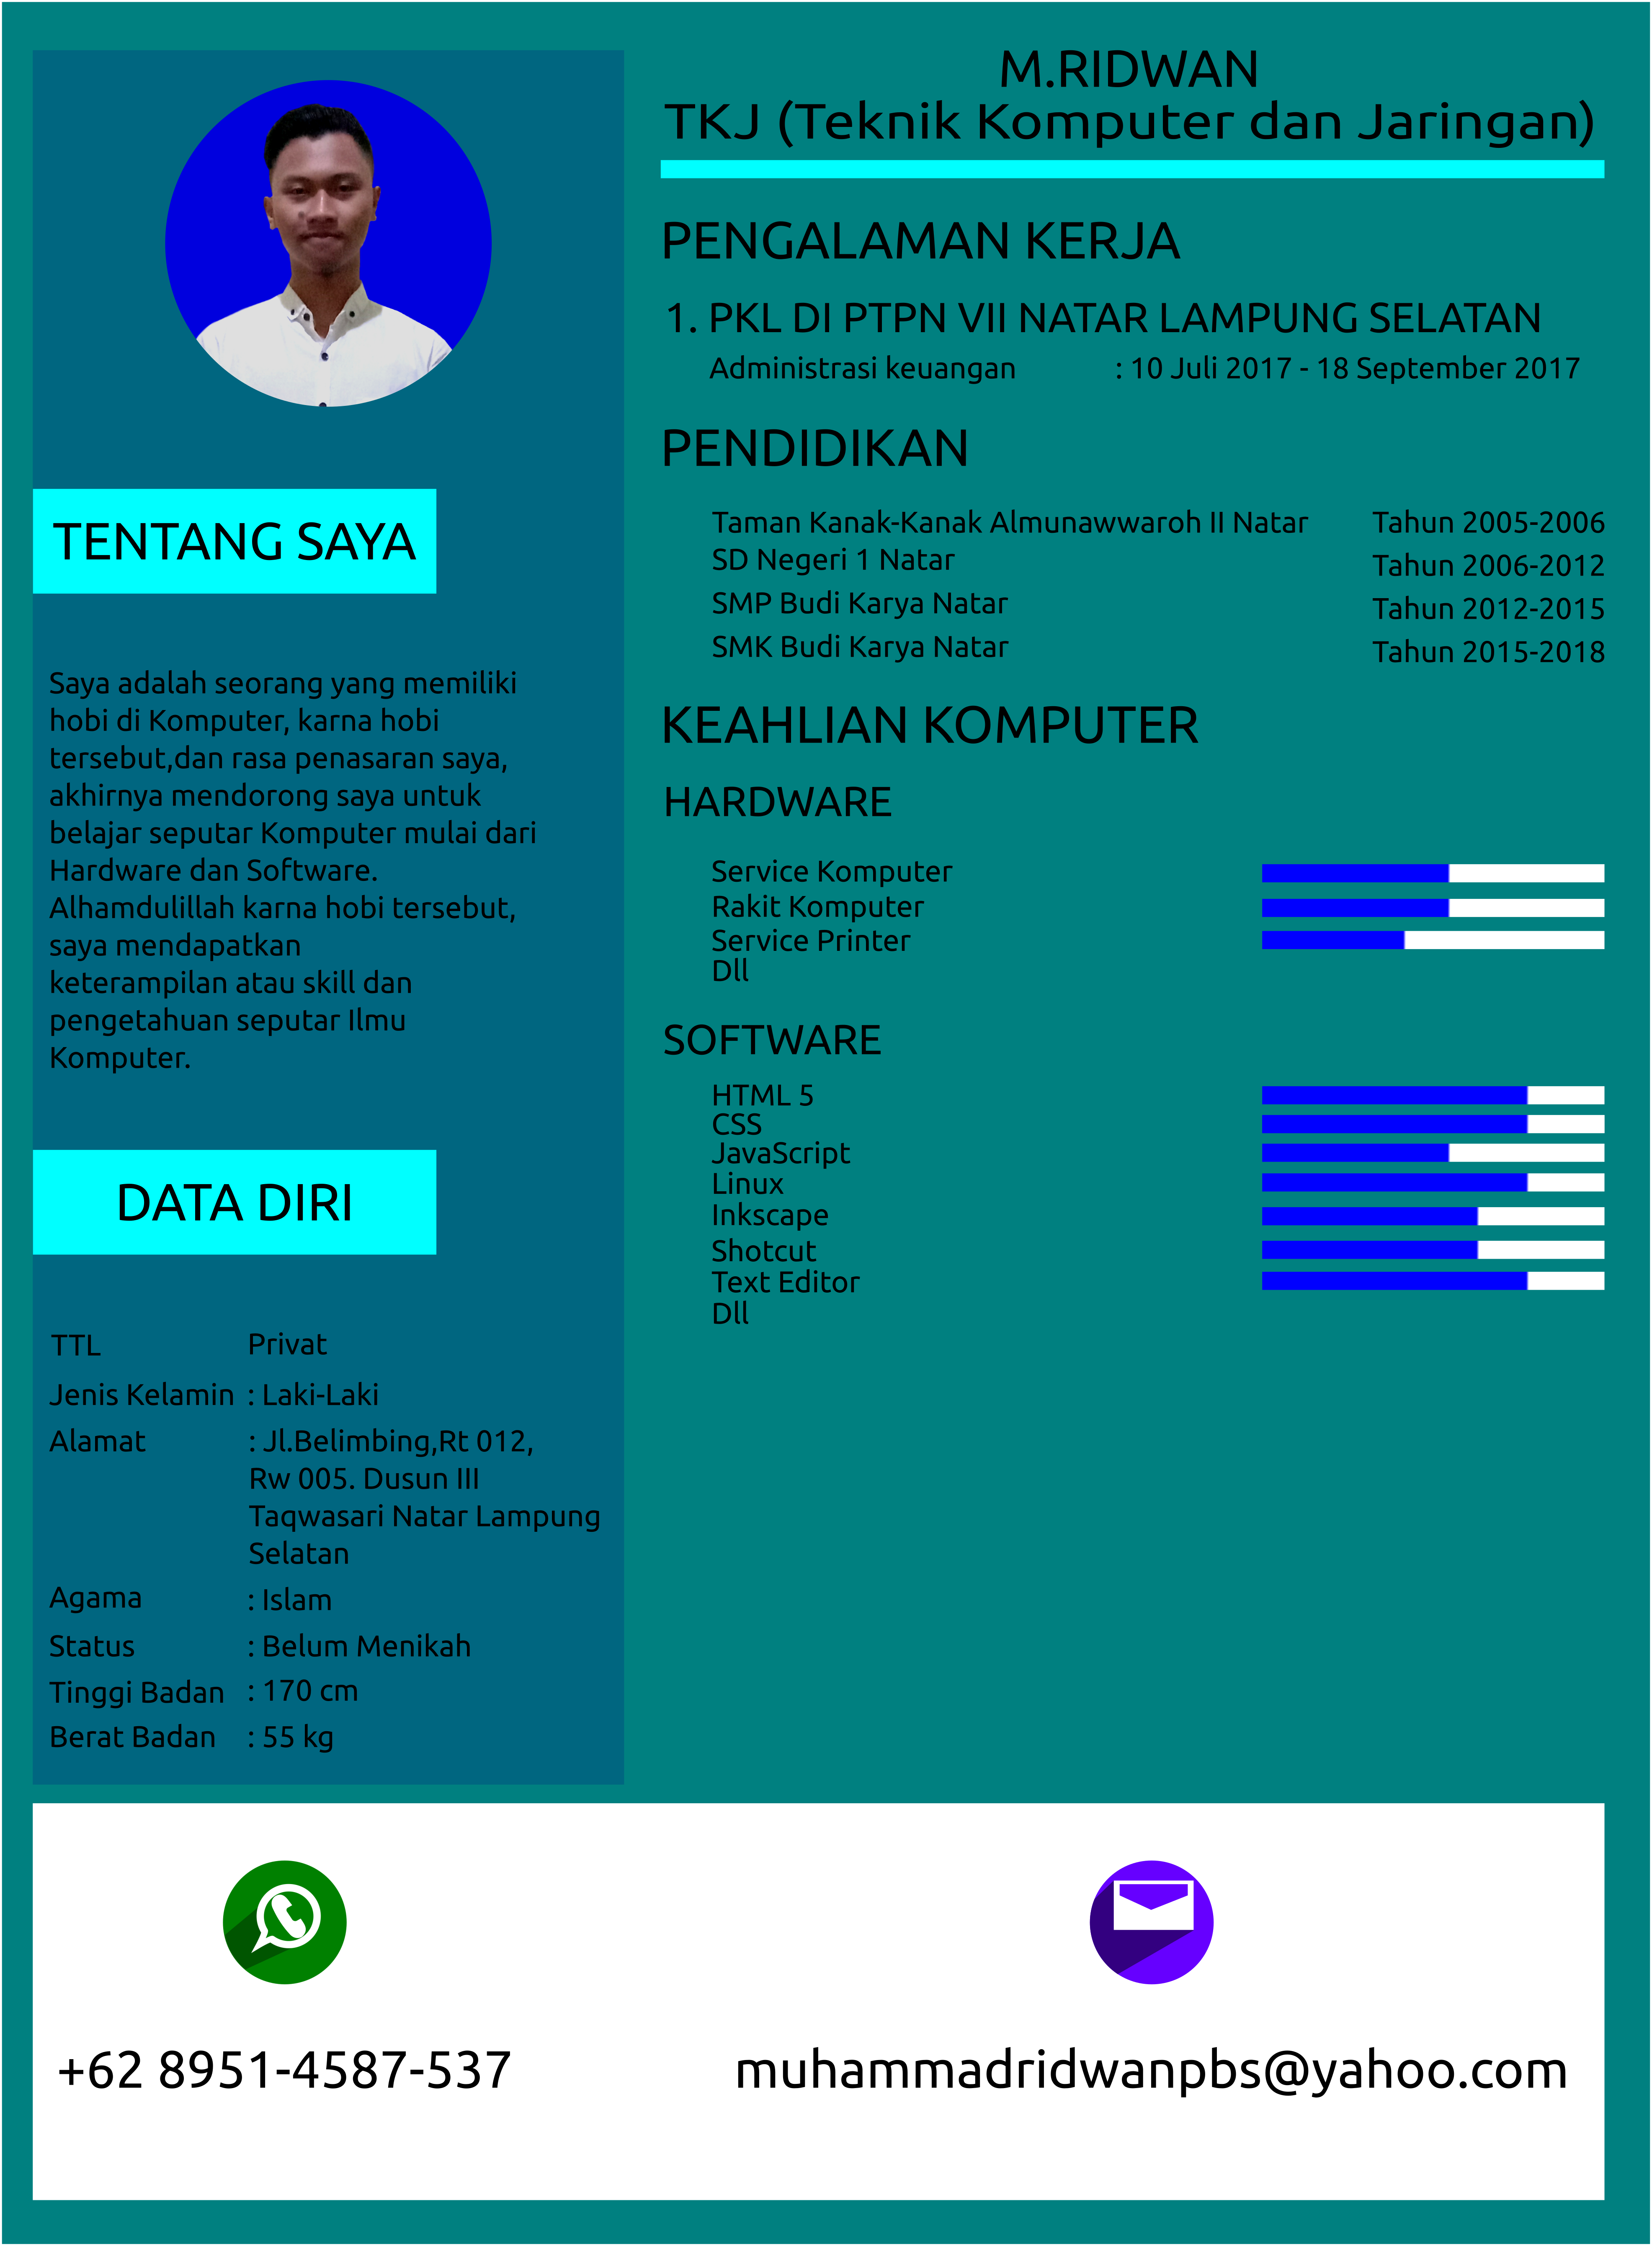 M.RIDWAN
TKJ (Teknik Komputer dan Jaringan)
PENGALAMAN KERJA
1. PKL DI PTPN VII NATAR LAMPUNG SELATAN
Administrasi keuangan : 10 Juli 2017 - 18 September 2017
PENDIDIKAN
Taman Kanak-Kanak Almunawwaroh II Natar Tahun 2005-2006
SD Negeri 1 Natar Tahun 2006-2012
SMP Budi Karya Natar Tahun 2012-2015
SMK Budi Karya Natar Tahun 2015-2018
KEAHLIAN KOMPUTER
HARDWARE
Service Komputer
Rakit Komputer
Service Printer
Dll
SOFTWARE
HTML 5
CSS
JavaScript
Linux
Inkscape
Shotcut
Text Editor
Dll
TENTANG SAYA
Saya adalah seorang yang memiliki
hobi di Komputer, karna hobi
tersebut,dan rasa penasaran saya,
akhirnya mendorong saya untuk
belajar seputar Komputer mulai dari
Hardware dan Software.
Alhamdulillah karna hobi tersebut,
saya mendapatkan
keterampilan atau skill dan
pengetahuan seputar Ilmu
Komputer.
DATA DIRI
TTL Privat
Jenis Kelamin : Laki-Laki
Alamat : Jl.Belimbing,Rt 012,
Rw 005. Dusun III
Taqwasari Natar Lampung
Selatan
Agama : Islam
Status : Belum Menikah
Tinggi Badan : 170 cm
Berat Badan : 55 kg
+62 8951-4587-537
muhammadridwanpbs@yahoo.com